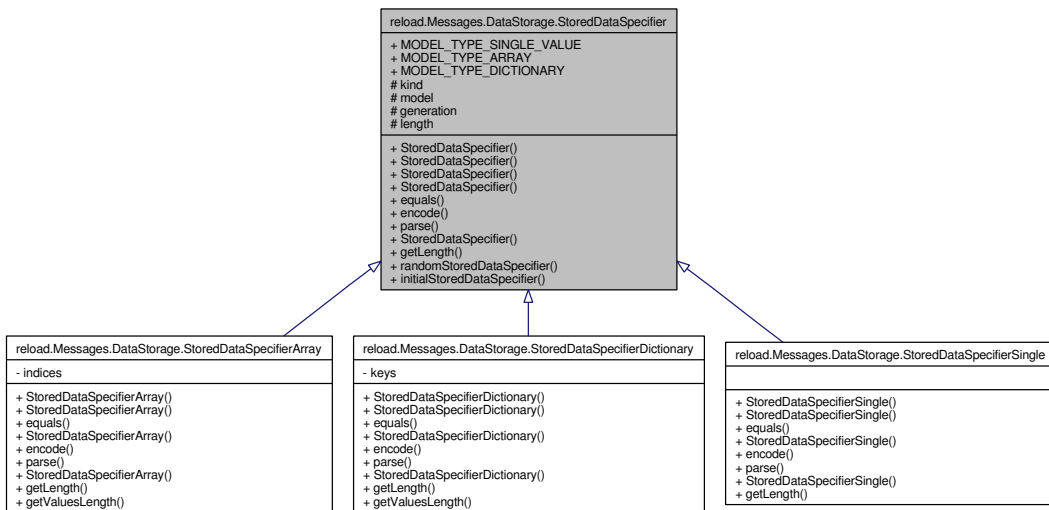 reload.Messages.DataStorage.StoredDataSpecifier
+ MODEL_TYPE_SINGLE_VALUE
+ MODEL_TYPE_ARRAY
+ MODEL_TYPE_DICTIONARY
# kind
# model
# generation
# length
+ StoredDataSpecifier()
+ StoredDataSpecifier()
+ StoredDataSpecifier()
+ StoredDataSpecifier()
+ equals()
+ encode()
+ parse()
+ StoredDataSpecifier()
+ getLength()
+ randomStoredDataSpecifier()
+ initialStoredDataSpecifier()
reload.Messages.DataStorage.StoredDataSpecifierArray
- indices
+ StoredDataSpecifierArray()
+ StoredDataSpecifierArray()
+ equals()
+ StoredDataSpecifierArray()
+ encode()
+ parse()
+ StoredDataSpecifierArray()
+ getLength()
+ getValuesLength()
reload.Messages.DataStorage.StoredDataSpecifierDictionary
- keys
+ StoredDataSpecifierDictionary()
+ StoredDataSpecifierDictionary()
+ equals()
+ StoredDataSpecifierDictionary()
+ encode()
+ parse()
+ StoredDataSpecifierDictionary()
+ getLength()
+ getValuesLength()
reload.Messages.DataStorage.StoredDataSpecifierSingle
+ StoredDataSpecifierSingle()
+ StoredDataSpecifierSingle()
+ equals()
+ StoredDataSpecifierSingle()
+ encode()
+ parse()
+ StoredDataSpecifierSingle()
+ getLength()